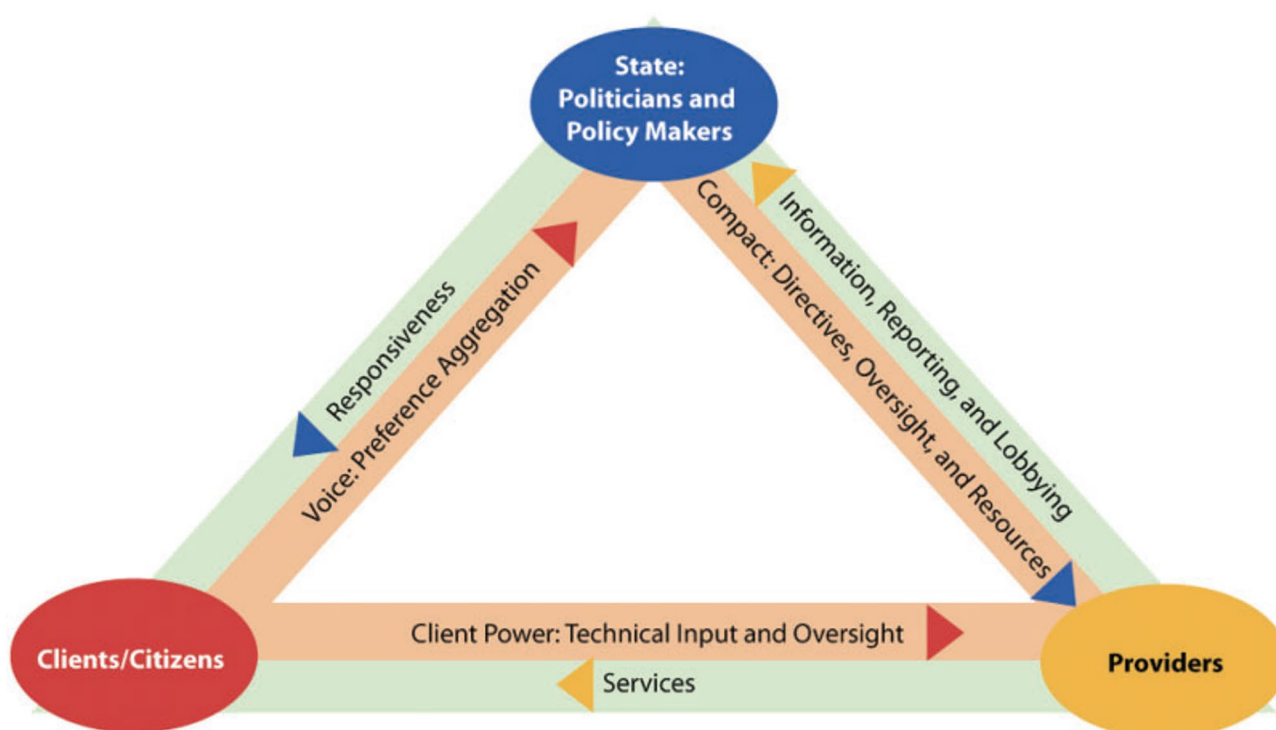 State:
Politicians and
Policy Makers
Responsiveness
Voice: Preference Aggregation
Compact: Directives, Oversight, and Resources
Information, Reporting, and Lobbying
Client Power: Technical Input and Oversight
Services
Clients/Citizens
Providers